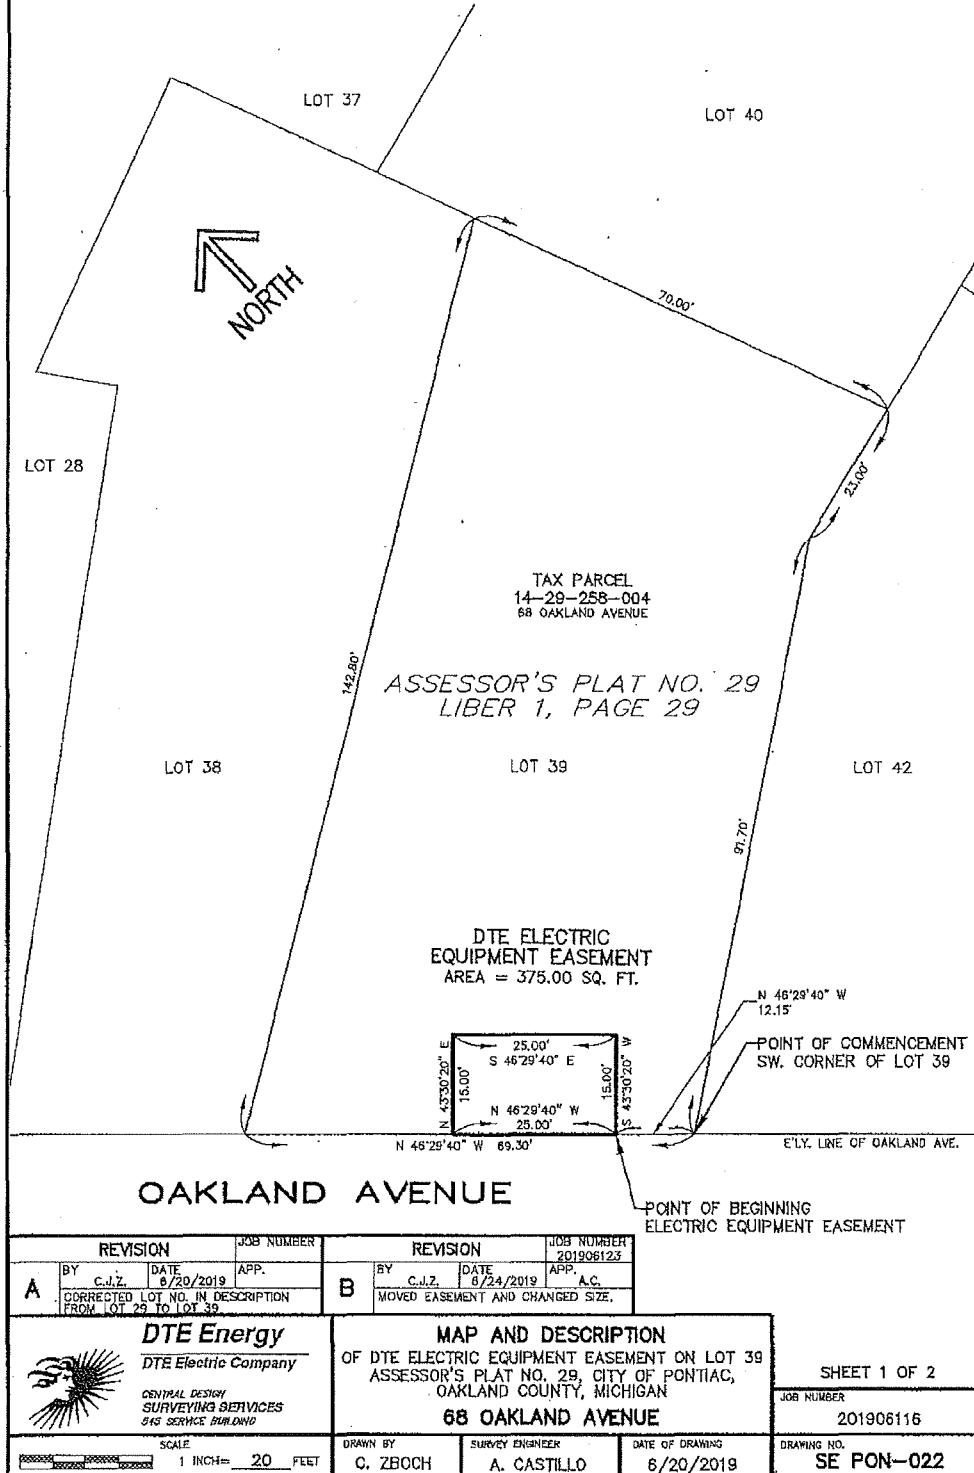 LOT 37
LOT 40
NORTH
70.00'
LOT 28
23.00'
TAX PARCEL
14-29-258-004
68 OAKLAND AVENUE
142.80'
ASSESSOR'S PLAT NO. 29
LIBER 1, PAGE 29
LOT 38
LOT 39
LOT 42
91.70'
DTE ELECTRIC
EQUIPMENT EASEMENT
AREA = 375.00 SQ. FT.
N 46°29'40" W
12.15'
POINT OF COMMENCEMENT
SW. CORNER OF LOT 39
25.00'
S 46°29'40" E
N 43°30'20" E
15.00'
15.00'
S 43°30'20" W
N 46°29'40" W
25.00'
N 46°29'40" W 69.30'
E'LY. LINE OF OAKLAND AVE.
OAKLAND AVENUE
POINT OF BEGINNING
ELECTRIC EQUIPMENT EASEMENT
REVISION
JOB NUMBER
A
BY
C.J.Z.
DATE
6/20/2019
APP.
CORRECTED LOT NO. IN DESCRIPTION
FROM LOT 29 TO LOT 39
REVISION
JOB NUMBER
201906123
B
BY
C.J.Z.
DATE
6/24/2019
APP.
A.C.
MOVED EASEMENT AND CHANGED SIZE.
DTE Energy
DTE Electric Company
CENTRAL DESIGN
SURVEYING SERVICES
545 SERVICE BUILDING
MAP AND DESCRIPTION
OF DTE ELECTRIC EQUIPMENT EASEMENT ON LOT 39
ASSESSOR'S PLAT NO. 29, CITY OF PONTIAC,
OAKLAND COUNTY, MICHIGAN
68 OAKLAND AVENUE
SHEET 1 OF 2
JOB NUMBER
201906116
SCALE
1 INCH= 20 FEET
DRAWN BY
C. ZBOCH
SURVEY ENGINEER
A. CASTILLO
DATE OF DRAWING
6/20/2019
DRAWING NO.
SE PON-022